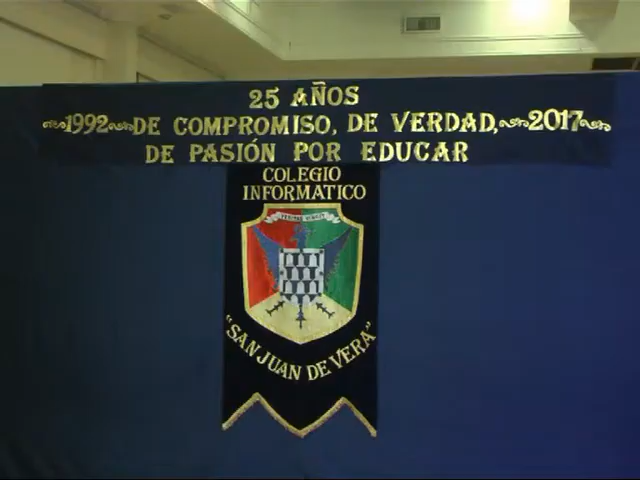 25 AÑOS
1992 DE COMPROMISO, DE VERDAD, 2017
DE PASIÓN POR EDUCAR
COLEGIO
INFORMATICO
"SAN JUAN DE VERA"